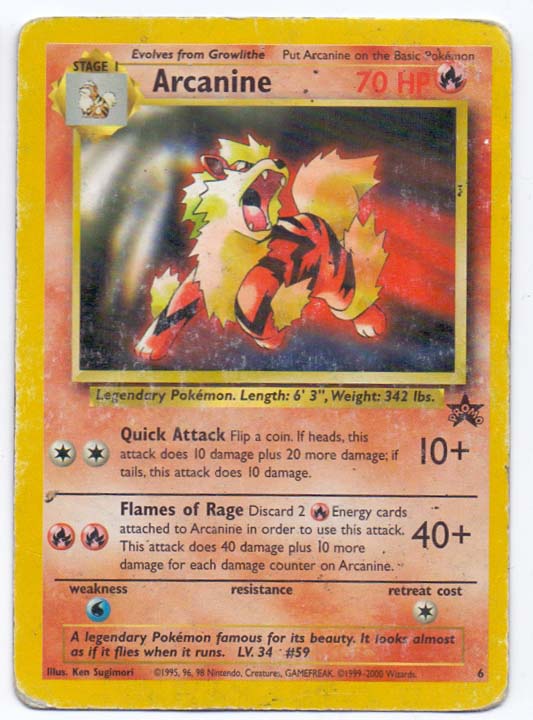 Evolves from Growlithe Put Arcanine on the Basic Pokémon
STAGE 1
Arcanine 70 HP
Legendary Pokémon. Length: 6' 3", Weight: 342 lbs.
PROMO
Quick Attack Flip a coin. If heads, this
attack does 10 damage plus 20 more damage; if
tails, this attack does 10 damage.
10+
Flames of Rage Discard 2 Energy cards
attached to Arcanine in order to use this attack.
This attack does 40 damage plus 10 more
damage for each damage counter on Arcanine.
40+
weakness resistance retreat cost
A legendary Pokémon famous for its beauty. It looks almost
as if it flies when it runs. LV. 34 #59
Illus. Ken Sugimori ©1995, 96, 98 Nintendo, Creatures, GAMEFREAK. ©1999-2000 Wizards. 6